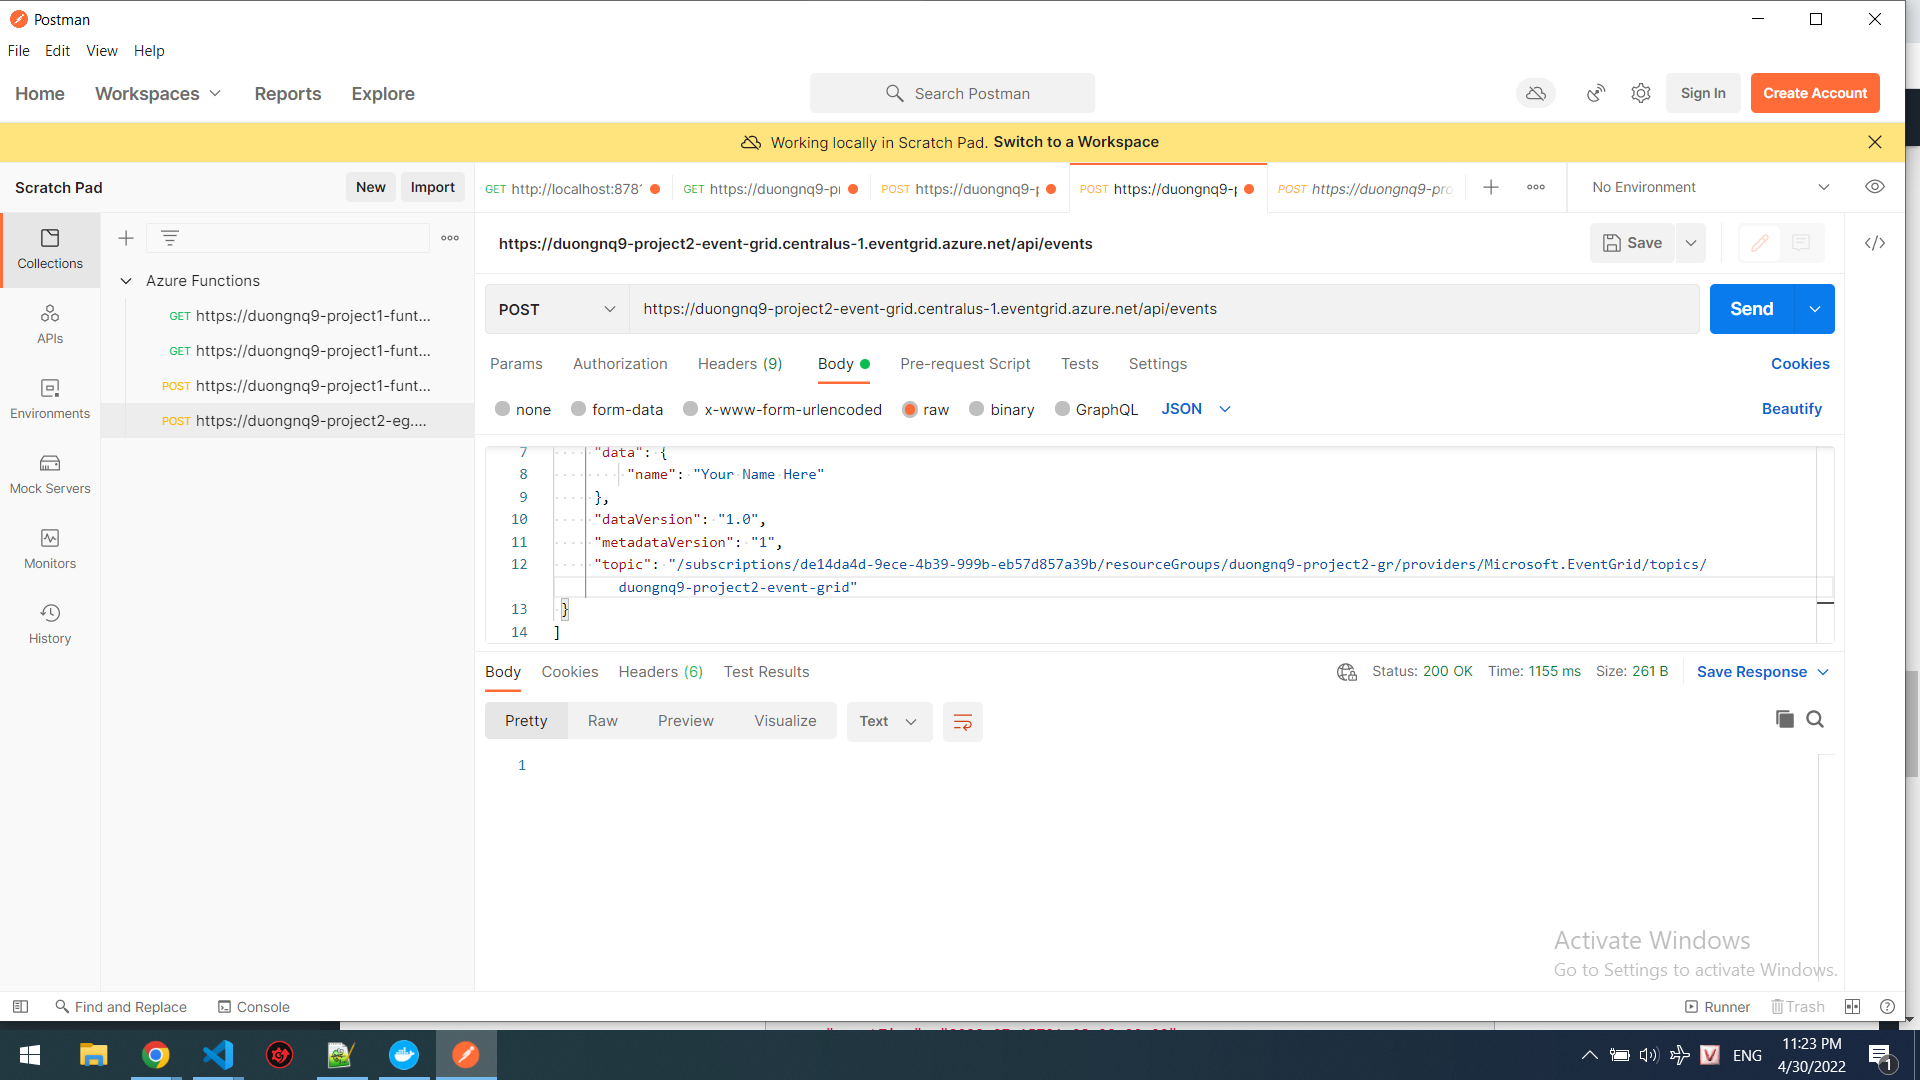 Postman
File Edit View Help
Home Workspaces Reports Explore Search Postman Sign In Create Account
Working locally in Scratch Pad. Switch to a Workspace
Scratch Pad New Import
GET http://localhost:878 GET https://duongnq9-p POST https://duongnq9-p POST https://duongnq9-p POST https://duongnq9-pro No Environment
Collections
APIs
Environments
Mock Servers
Monitors
History
Azure Functions
GET https://duongnq9-project1-funt...
GET https://duongnq9-project1-funt...
POST https://duongnq9-project1-funt...
POST https://duongnq9-project2-eg....
https://duongnq9-project2-event-grid.centralus-1.eventgrid.azure.net/api/events Save
POST https://duongnq9-project2-event-grid.centralus-1.eventgrid.azure.net/api/events Send
Params Authorization Headers (9) Body Pre-request Script Tests Settings Cookies
none form-data x-www-form-urlencoded raw binary GraphQL JSON Beautify
7 "data": {
8 "name": "Your Name Here"
9 },
10 "dataVersion": "1.0",
11 "metadataVersion": "1",
12 "topic": "/subscriptions/de14da4d-9ece-4b39-999b-eb57d857a39b/resourceGroups/duongnq9-project2-gr/providers/Microsoft.EventGrid/topics/
duongnq9-project2-event-grid"
13 }
14 ]
Body Cookies Headers (6) Test Results Status: 200 OK Time: 1155 ms Size: 261 B Save Response
Pretty Raw Preview Visualize Text
1
Activate Windows
Go to Settings to activate Windows.
Find and Replace Console Runner Trash
ENG 11:23 PM
4/30/2022
1